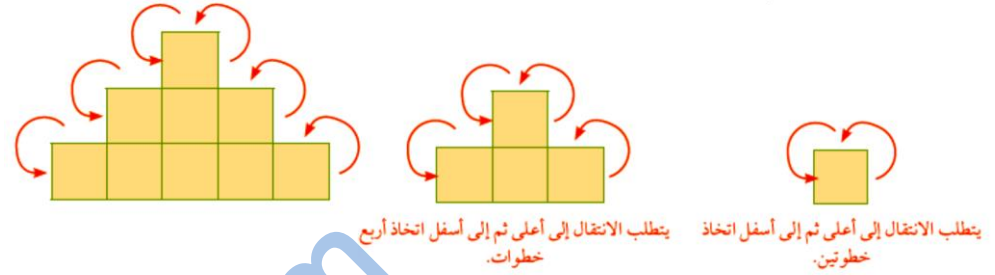 يتطلب الانتقال إلى أعلى ثم إلى أسفل اتخاذ
خطوتين.
يتطلب الانتقال إلى أعلى ثم إلى أسفل اتخاذ أربع
خطوات.
m